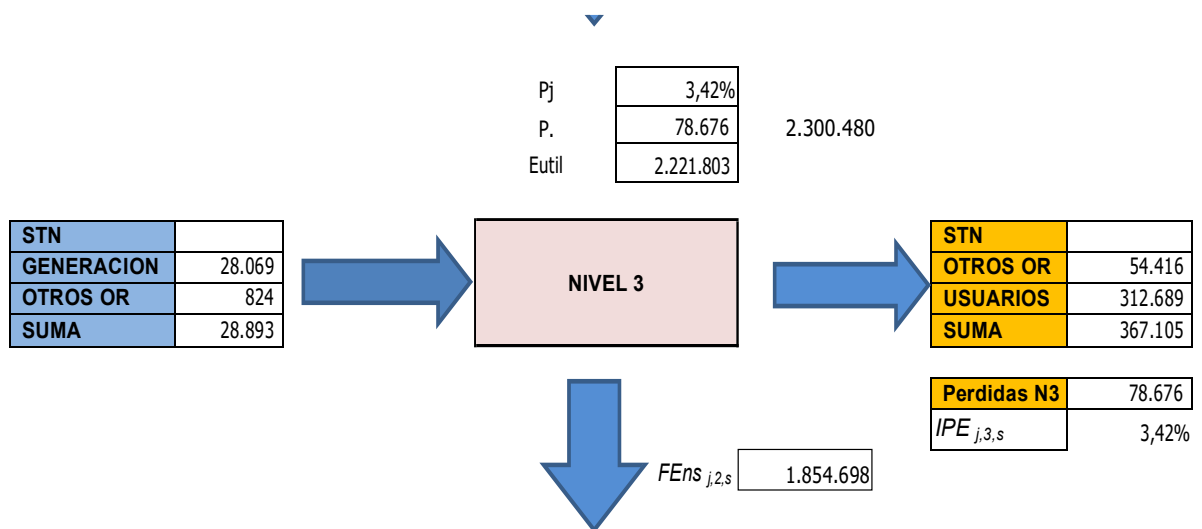 Pj 3,42%
P. 78.676 2.300.480
Eutil 2.221.803
STN
GENERACION 28.069
OTROS OR 824
SUMA 28.893
NIVEL 3
STN
OTROS OR 54.416
USUARIOS 312.689
SUMA 367.105
Perdidas N3 78.676
IPE j,3,s 3,42%
FEns j,2,s 1.854.698